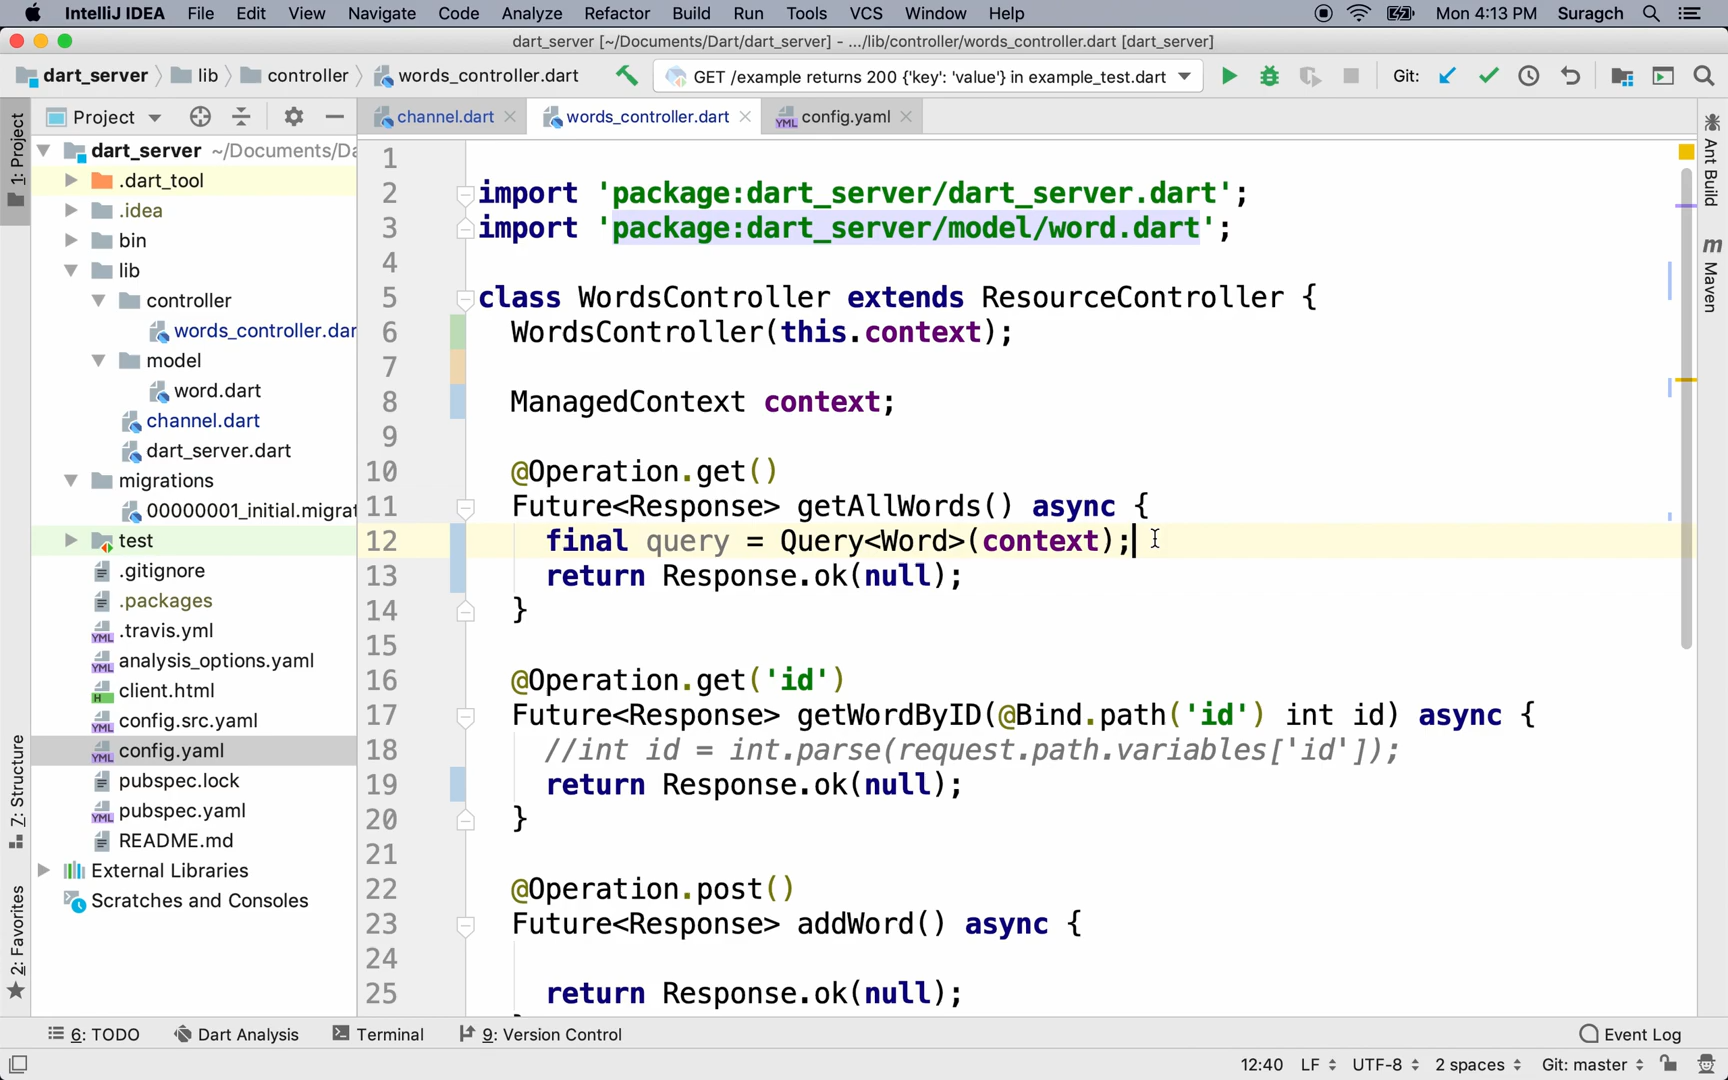 IntelliJ IDEA File Edit View Navigate Code Analyze Refactor Build Run Tools VCS Window Help Mon 4:13 PM Suragch
dart_server [~/Documents/Dart/dart_server] - .../lib/controller/words_controller.dart [dart_server]
dart_server lib controller words_controller.dart GET /example returns 200 {'key': 'value'} in example_test.dart Git:
Project channel.dart words_controller.dart YML config.yaml
1: Project
Z: Structure
2: Favorites
Ant Build
m
Maven
dart_server ~/Documents/Da
.dart_tool
.idea
bin
lib
controller
words_controller.dar
model
word.dart
channel.dart
dart_server.dart
migrations
00000001_initial.migrat
test
.gitignore
.packages
YML .travis.yml
YML analysis_options.yaml
H client.html
YML config.src.yaml
YML config.yaml
pubspec.lock
YML pubspec.yaml
README.md
External Libraries
Scratches and Consoles
1
2 import 'package:dart_server/dart_server.dart';
3 import 'package:dart_server/model/word.dart';
4
5 class WordsController extends ResourceController {
6 WordsController(this.context);
7
8 ManagedContext context;
9
10 @Operation.get()
11 Future<Response> getAllWords() async {
12 final query = Query<Word>(context);
13 return Response.ok(null);
14 }
15
16 @Operation.get('id')
17 Future<Response> getWordByID(@Bind.path('id') int id) async {
18 //int id = int.parse(request.path.variables['id']);
19 return Response.ok(null);
20 }
21
22 @Operation.post()
23 Future<Response> addWord() async {
24
25 return Response.ok(null);
6: TODO Dart Analysis Terminal 9: Version Control Event Log
12:40 LF UTF-8 2 spaces Git: master